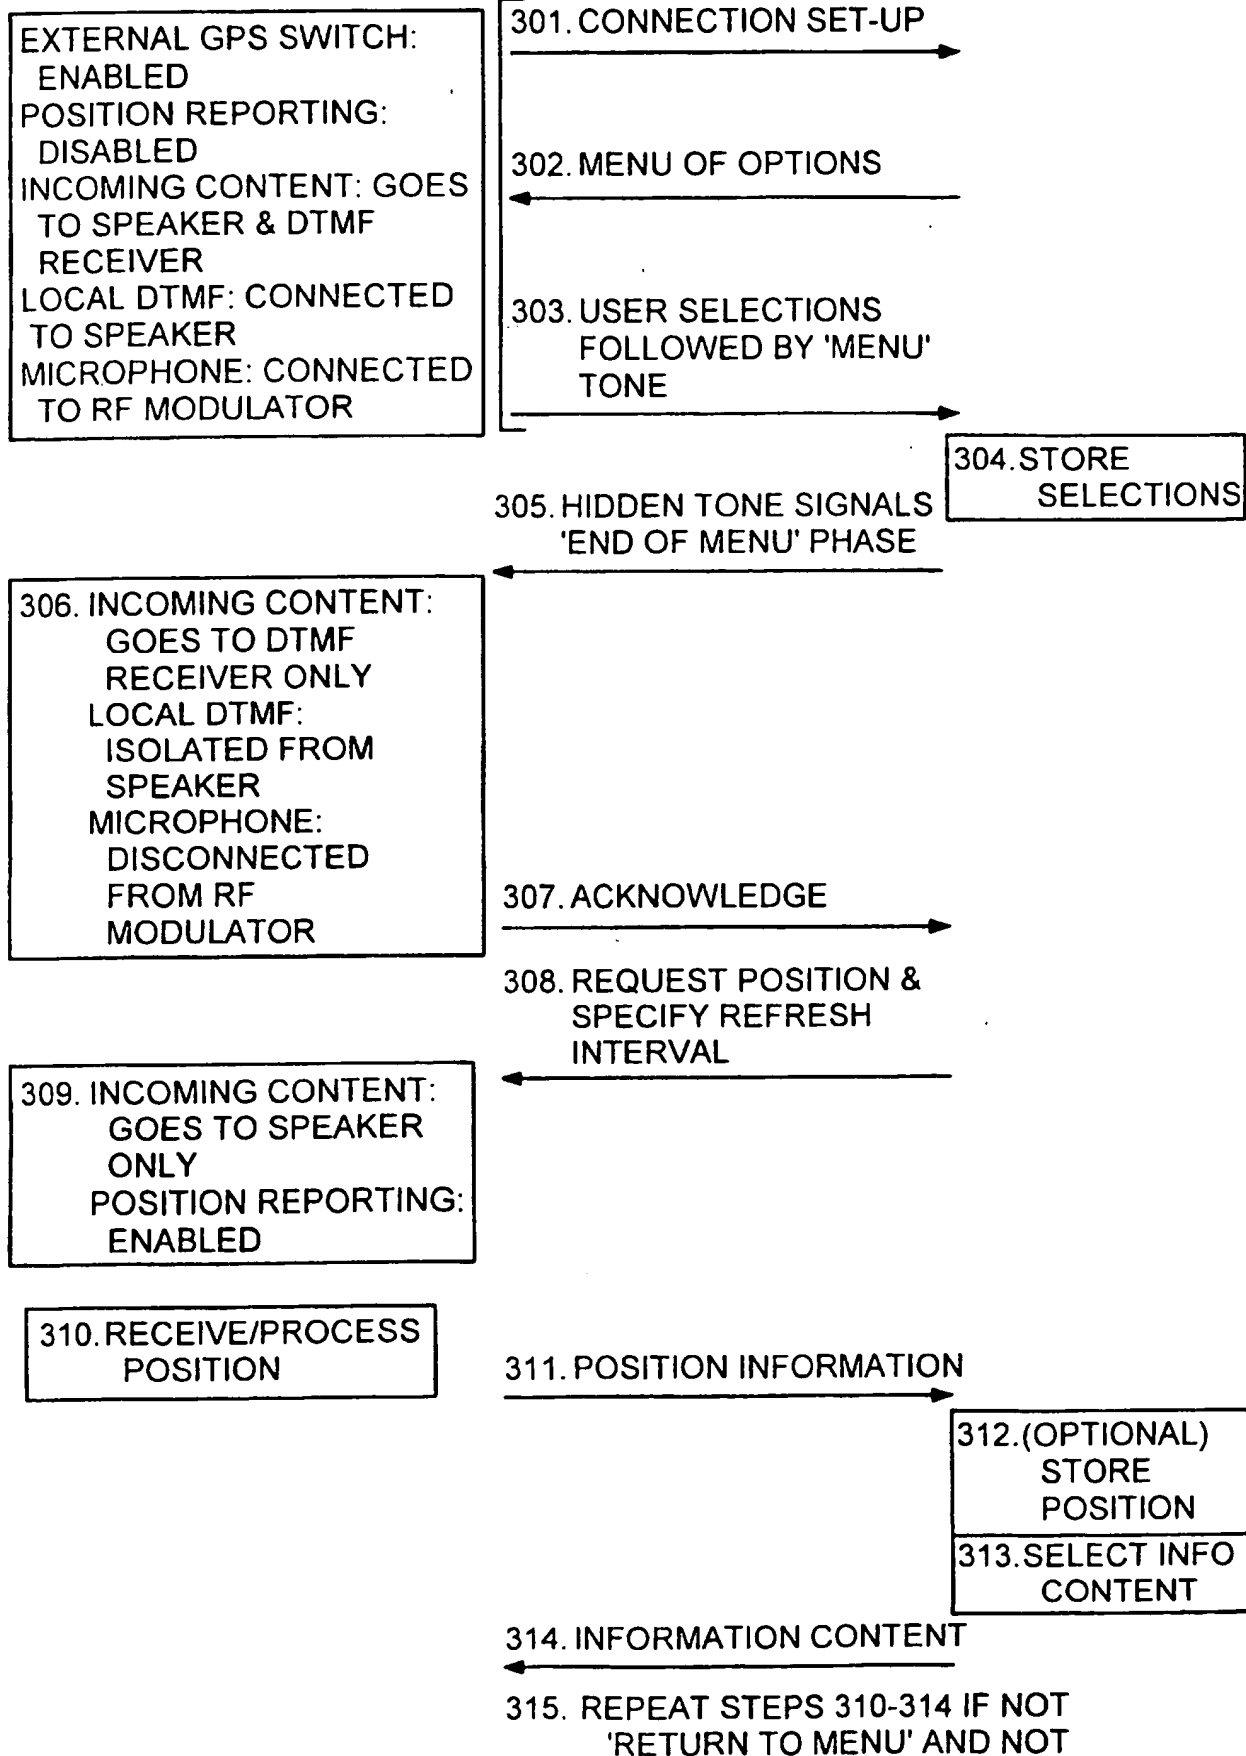 EXTERNAL GPS SWITCH:
ENABLED
POSITION REPORTING:
DISABLED
INCOMING CONTENT: GOES
TO SPEAKER & DTMF
RECEIVER
LOCAL DTMF: CONNECTED
TO SPEAKER
MICROPHONE: CONNECTED
TO RF MODULATOR
301. CONNECTION SET-UP
302. MENU OF OPTIONS
303. USER SELECTIONS
FOLLOWED BY 'MENU'
TONE
304. STORE
SELECTIONS
305. HIDDEN TONE SIGNALS
'END OF MENU' PHASE
306. INCOMING CONTENT:
GOES TO DTMF
RECEIVER ONLY
LOCAL DTMF:
ISOLATED FROM
SPEAKER
MICROPHONE:
DISCONNECTED
FROM RF
MODULATOR
307. ACKNOWLEDGE
308. REQUEST POSITION &
SPECIFY REFRESH
INTERVAL
309. INCOMING CONTENT:
GOES TO SPEAKER
ONLY
POSITION REPORTING:
ENABLED
310. RECEIVE/PROCESS
POSITION
311. POSITION INFORMATION
312. (OPTIONAL)
STORE
POSITION
313. SELECT INFO
CONTENT
314. INFORMATION CONTENT
315. REPEAT STEPS 310-314 IF NOT
'RETURN TO MENU' AND NOT